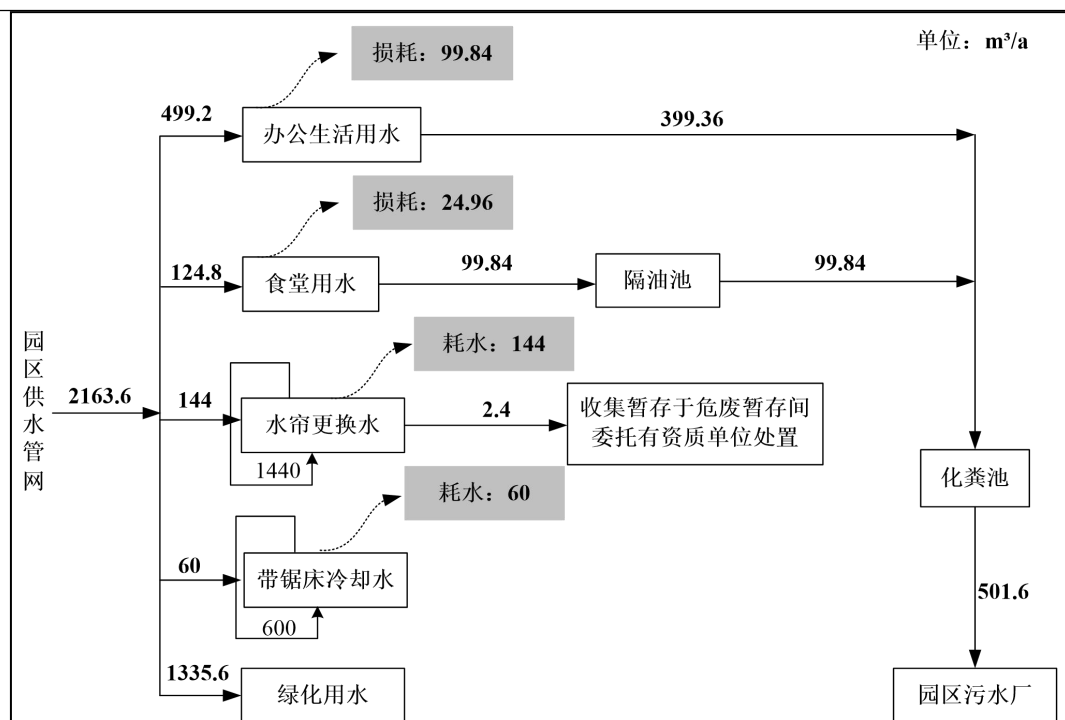 单位：m³/a
损耗：99.84
499.2
办公生活用水
399.36
损耗：24.96
124.8
食堂用水
99.84
隔油池
99.84
园区供水管网
2163.6
耗水：144
144
水帘更换水
1440
2.4
收集暂存于危废暂存间
委托有资质单位处置
化粪池
耗水：60
60
带锯床冷却水
600
501.6
1335.6
绿化用水
园区污水厂